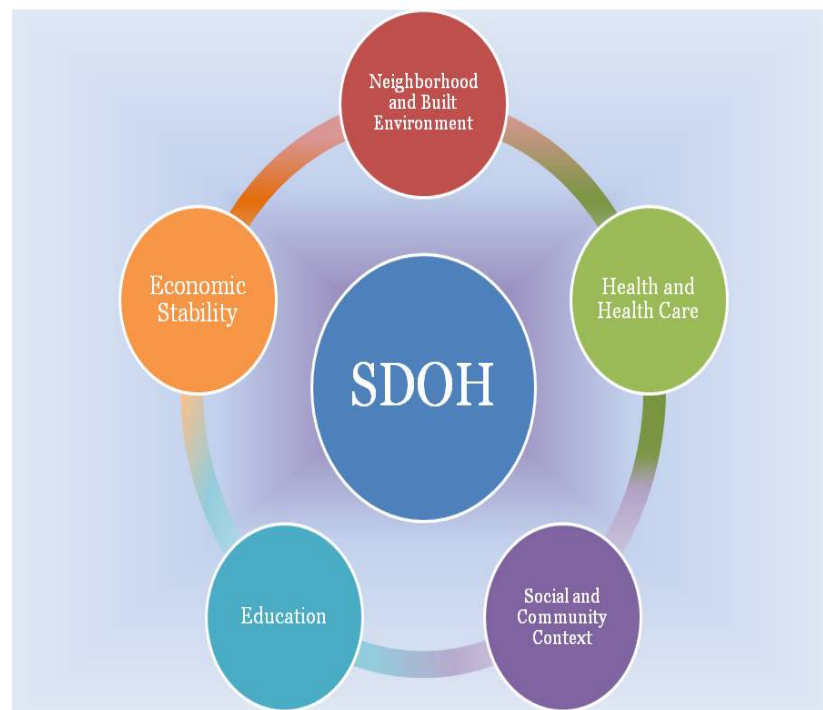 Neighborhood
and Built
Environment
Economic
Stability
Health and
Health Care
SDOH
Education
Social and
Community
Context